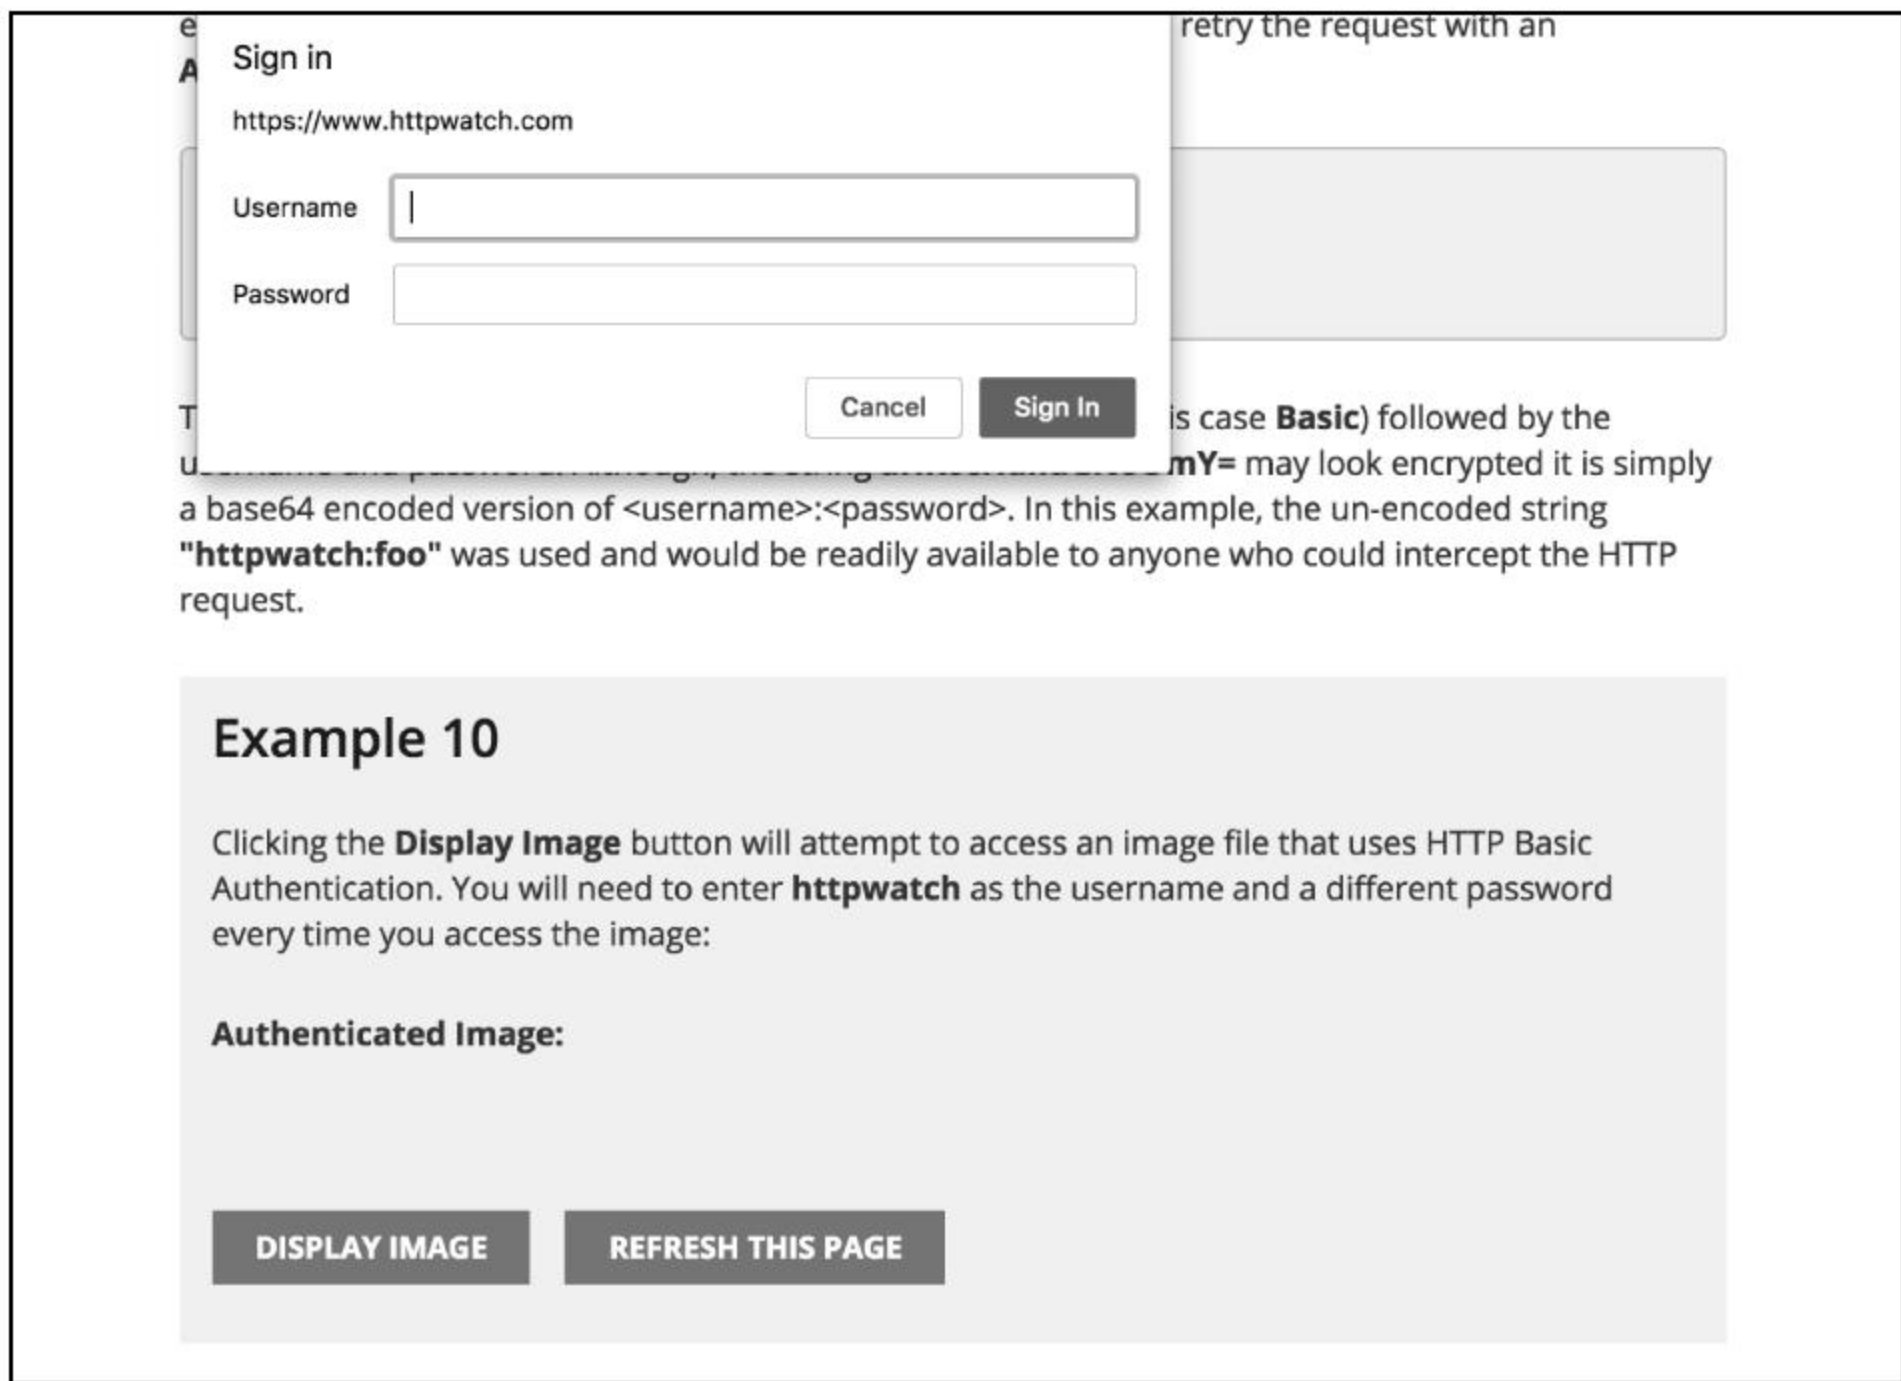 retry the request with an
Sign in
https://www.httpwatch.com
Username
Password
Cancel
Sign In
is case Basic) followed by the
mY= may look encrypted it is simply
a base64 encoded version of <username>:<password>. In this example, the un-encoded string
"httpwatch:foo" was used and would be readily available to anyone who could intercept the HTTP
request.
Example 10
Clicking the Display Image button will attempt to access an image file that uses HTTP Basic
Authentication. You will need to enter httpwatch as the username and a different password
every time you access the image:
Authenticated Image:
DISPLAY IMAGE
REFRESH THIS PAGE